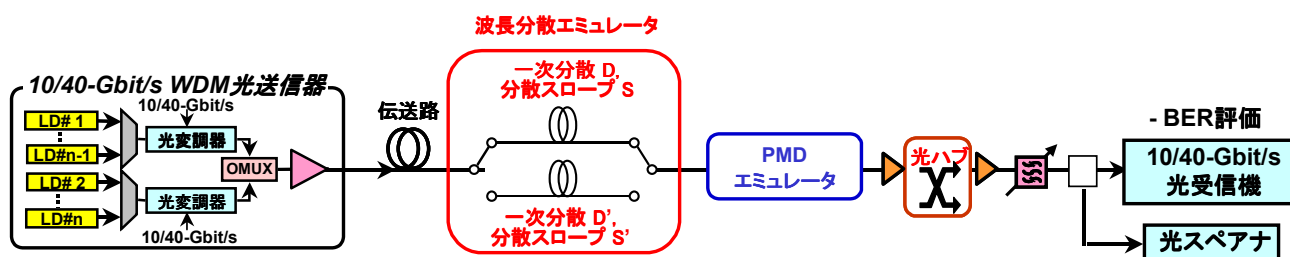 波長分散エミュレータ
10/40-Gbit/s WDM光送信器
10/40-Gbit/s
LD# 1
LD#n-1
LD# 2
LD#n
光変調器
光変調器
OMUX
10/40-Gbit/s
伝送路
一次分散 D,
分散スロープ S
一次分散 D',
分散スロープ S'
PMD
エミュレータ
光ハブ
- BER評価
10/40-Gbit/s
光受信機
光スペアナ